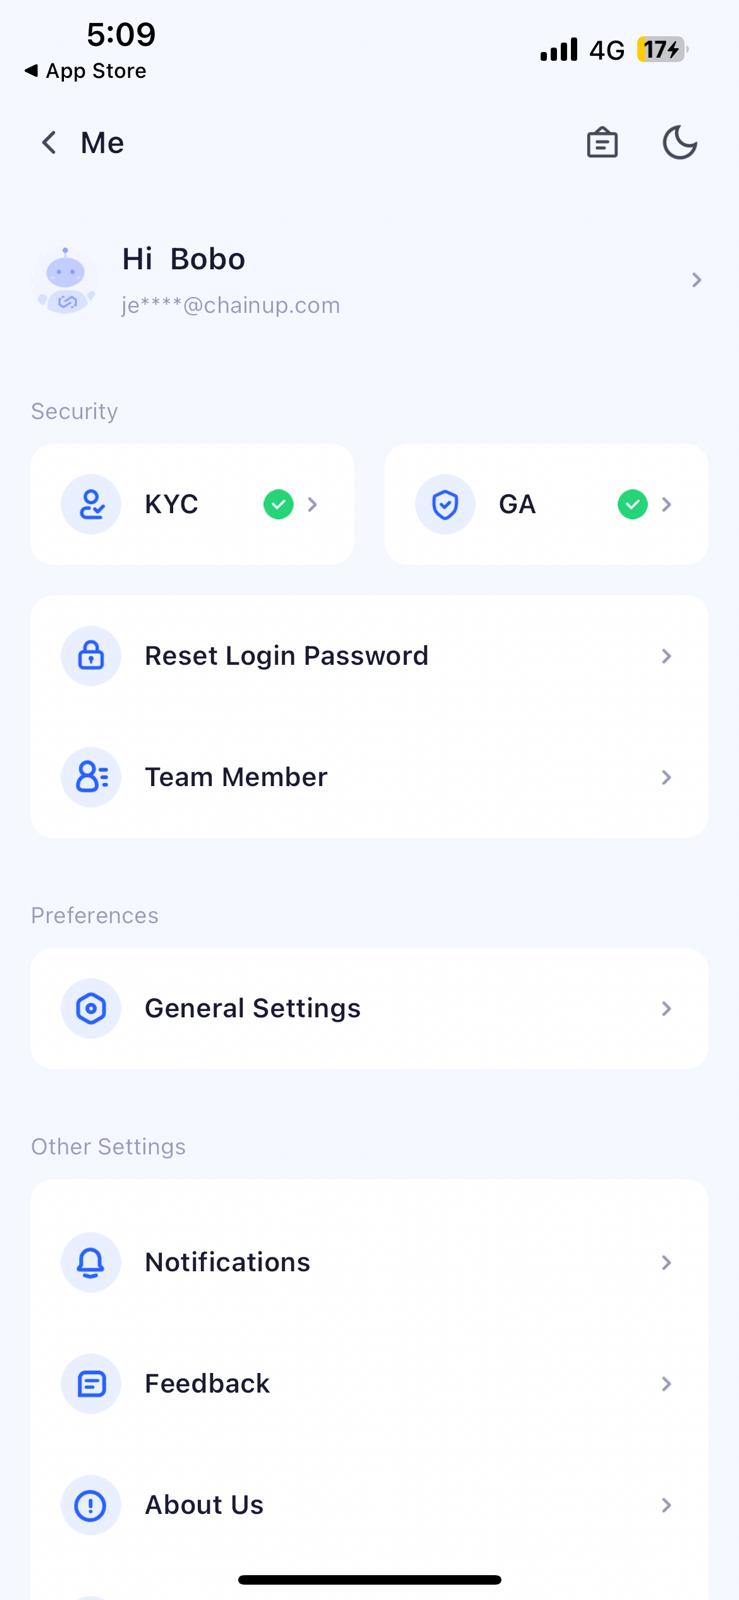 5:09
4G
17
◀ App Store
Me
Hi Bobo
je****@chainup.com
Security
KYC
GA
Reset Login Password
Team Member
Preferences
General Settings
Other Settings
Notifications
Feedback
About Us